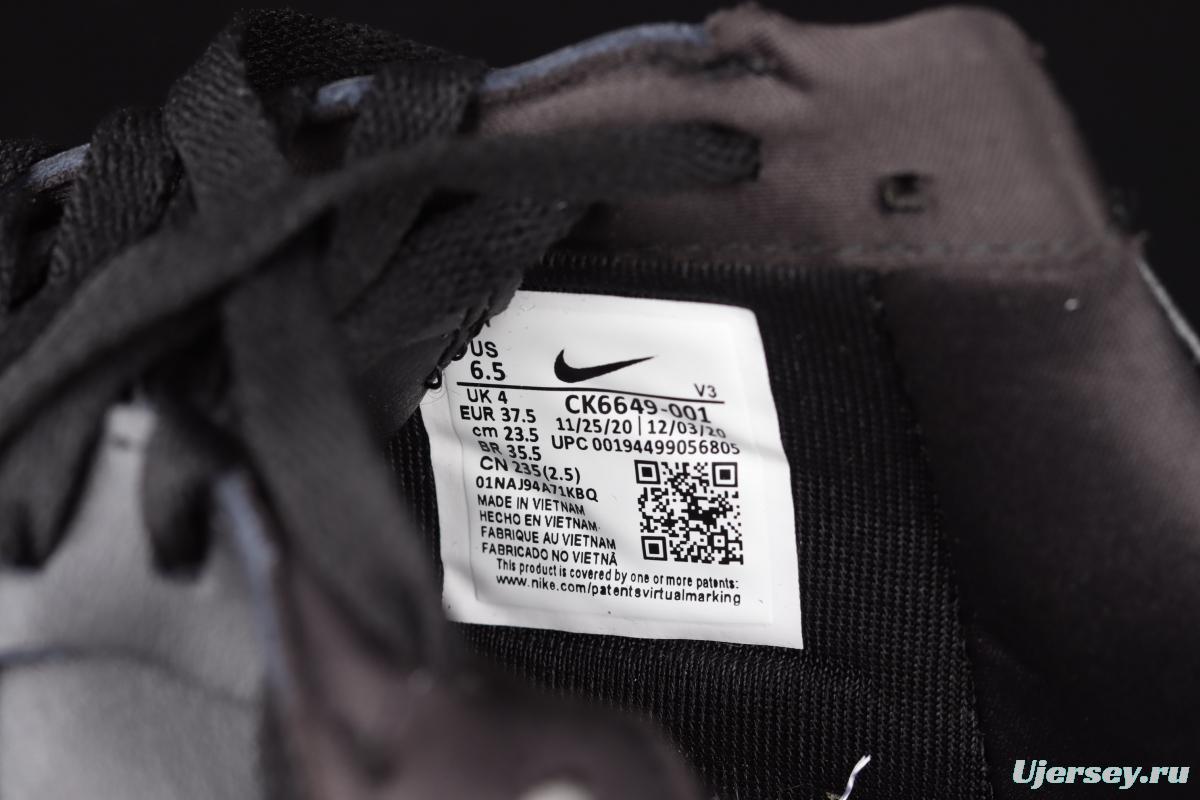 US
6.5
V3
UK 4
CK6649-001
EUR 37.5
11/25/20 | 12/03/20
cm 23.5
UPC 00194499056805
BR 35.5
CN 235(2.5)
01NAJ94A71KBQ
MADE IN VIETNAM
HECHO EN VIETNAM
FABRIQUE AU VIETNAM
FABRICADO NO VIETNÃ
This product is covered by one or more patents:
www.nike.com/patentsvirtualmarking
Ujersey.ru